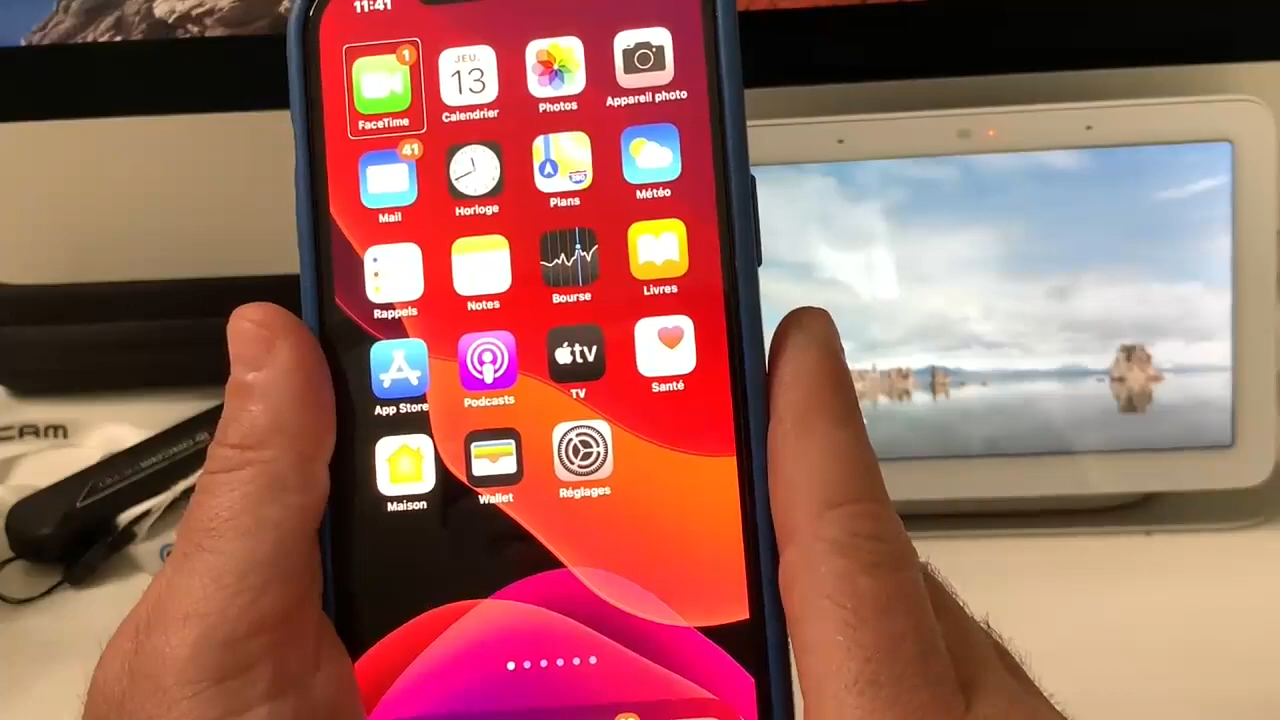 11:41
1
FaceTime
JEU.
13
Calendrier
Photos
Appareil photo
41
Mail
Horloge
Plans
Météo
Rappels
Notes
Bourse
Livres
App Store
Podcasts
tv
TV
Santé
Maison
Wallet
Réglages
CAM